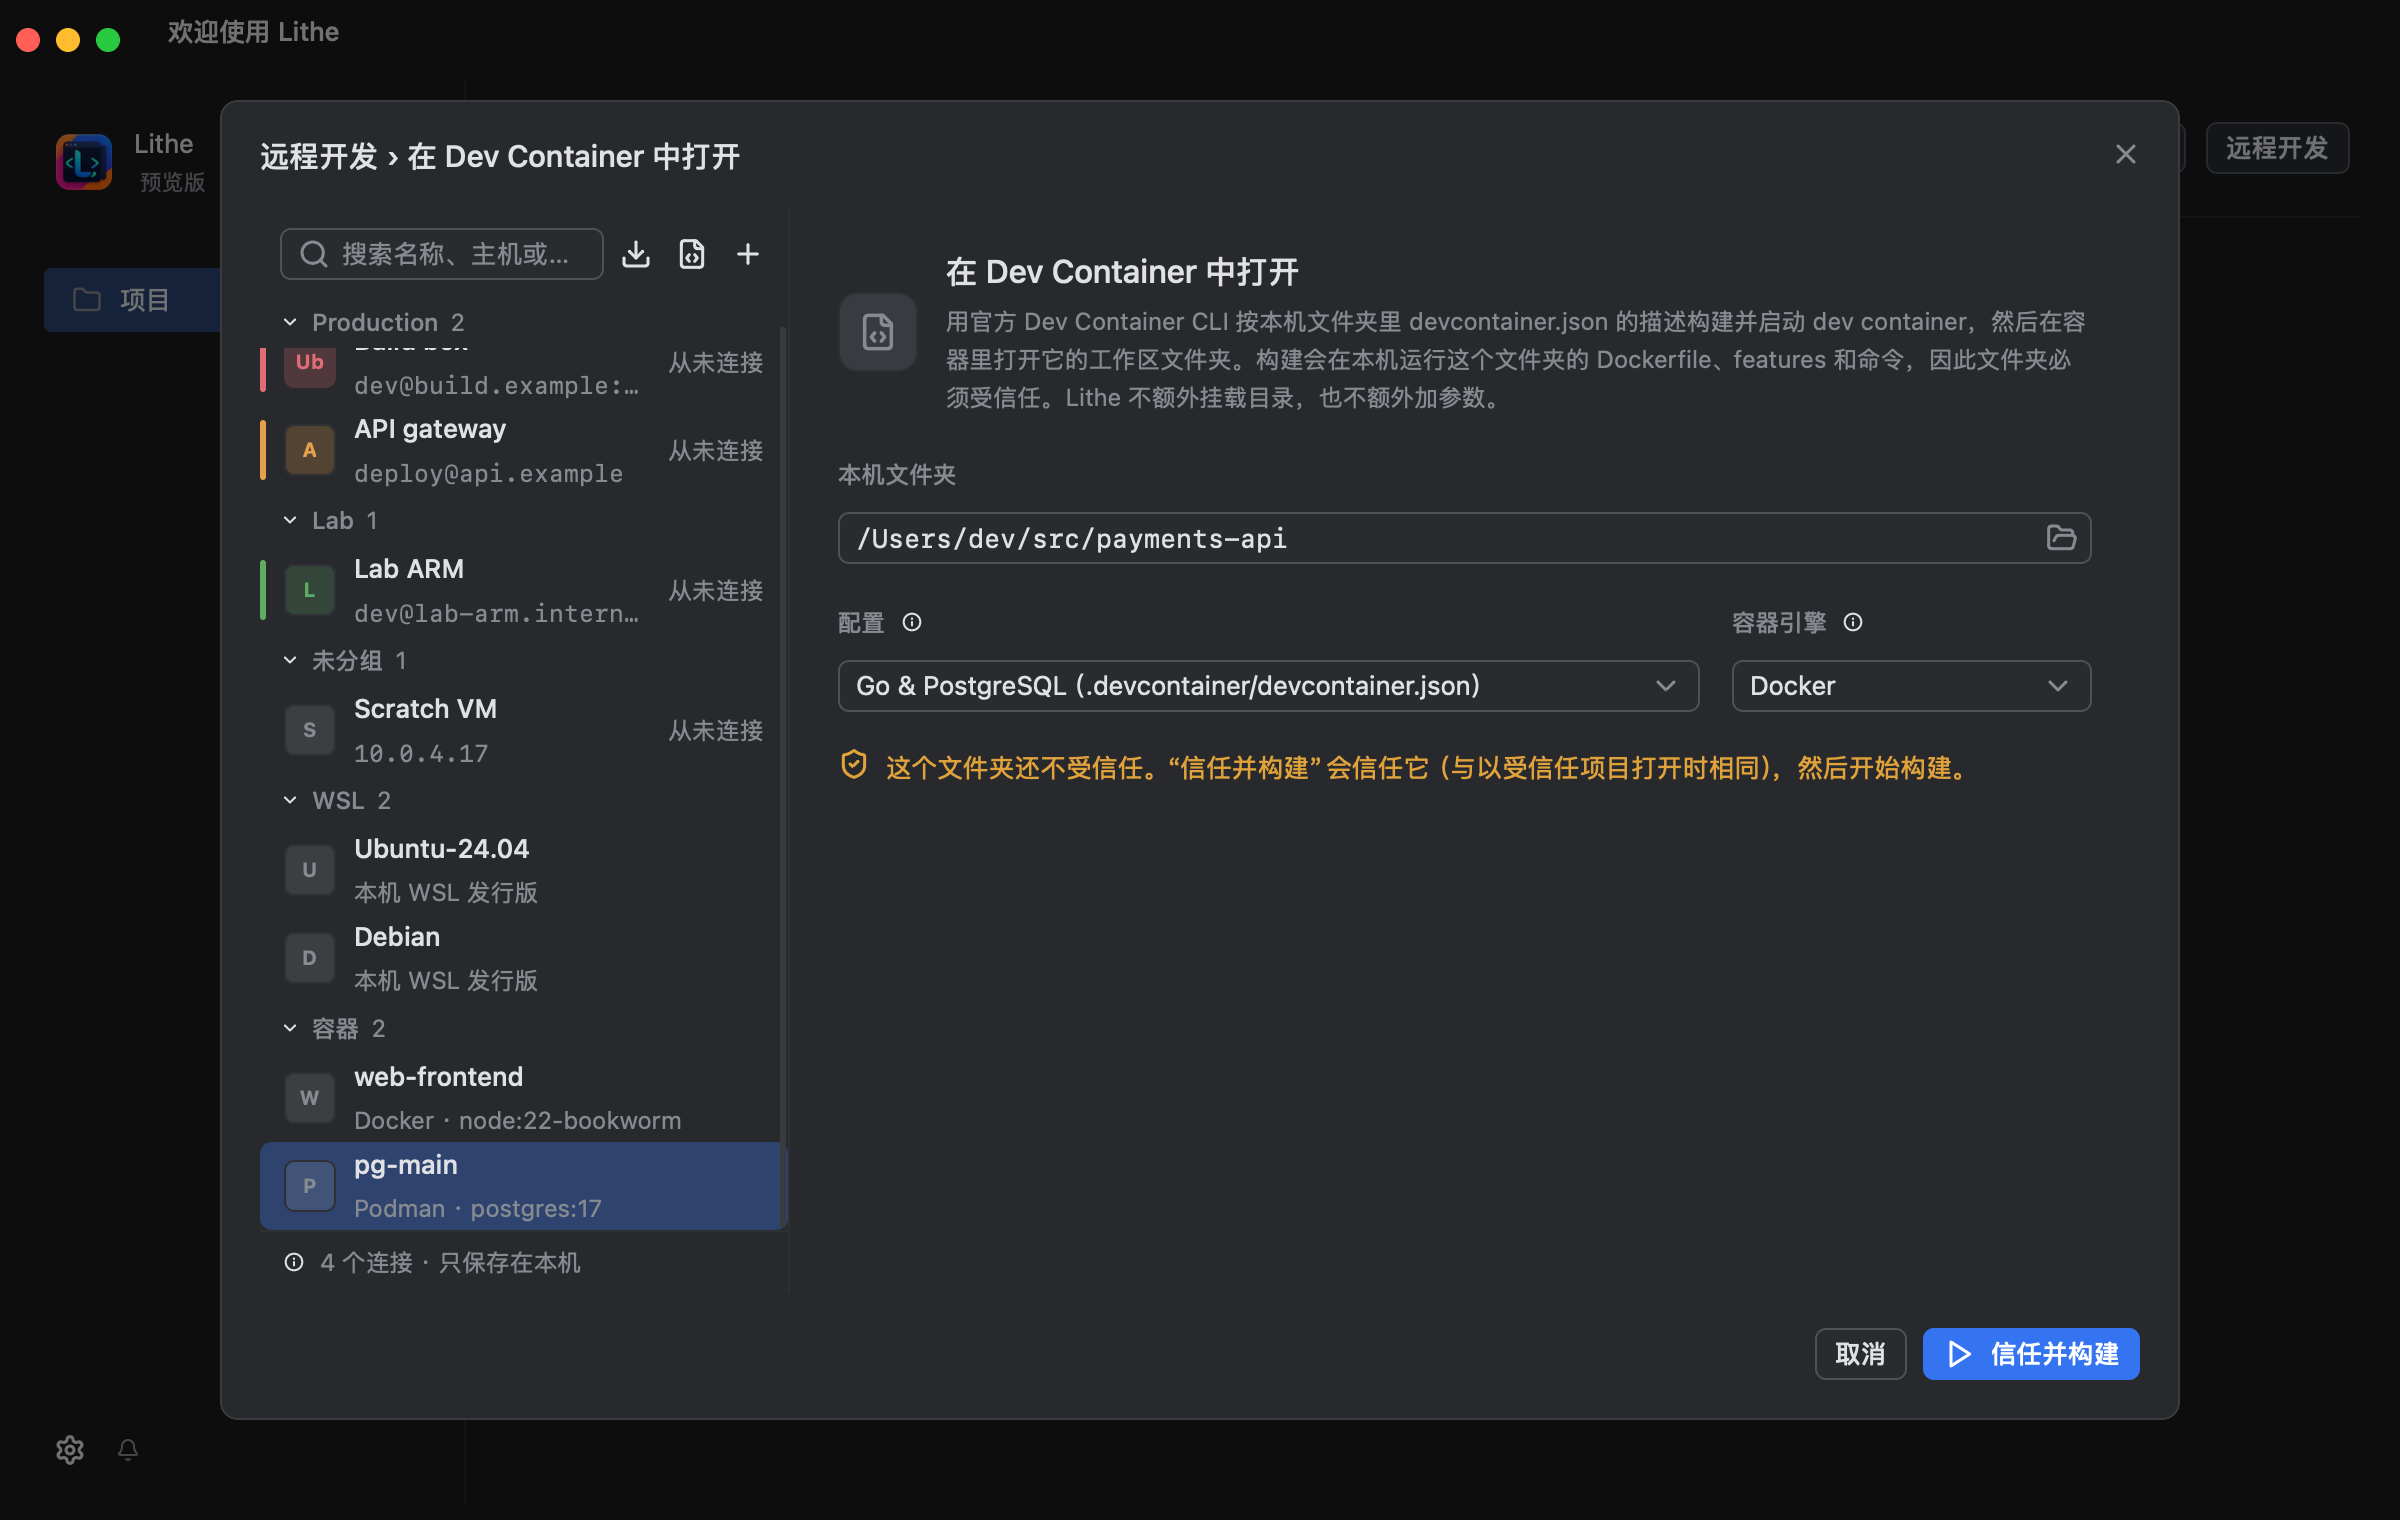 欢迎使用 Lithe
Lithe
预览版
远程开发
项目
远程开发 › 在 Dev Container 中打开
搜索名称、主机或...
Production 2
Ub
dev@build.example:…
从未连接
A
API gateway
deploy@api.example
从未连接
Lab 1
L
Lab ARM
dev@lab-arm.intern…
从未连接
未分组 1
S
Scratch VM
10.0.4.17
从未连接
WSL 2
U
Ubuntu-24.04
本机 WSL 发行版
D
Debian
本机 WSL 发行版
容器 2
W
web-frontend
Docker · node:22-bookworm
P
pg-main
Podman · postgres:17
4 个连接 · 只保存在本机
在 Dev Container 中打开
用官方 Dev Container CLI 按本机文件夹里 devcontainer.json 的描述构建并启动 dev container，然后在容
器里打开它的工作区文件夹。构建会在本机运行这个文件夹的 Dockerfile、features 和命令，因此文件夹必
须受信任。Lithe 不额外挂载目录，也不额外加参数。
本机文件夹
/Users/dev/src/payments-api
配置
容器引擎
Go & PostgreSQL (.devcontainer/devcontainer.json)
Docker
这个文件夹还不受信任。“信任并构建”会信任它（与以受信任项目打开时相同），然后开始构建。
取消
信任并构建